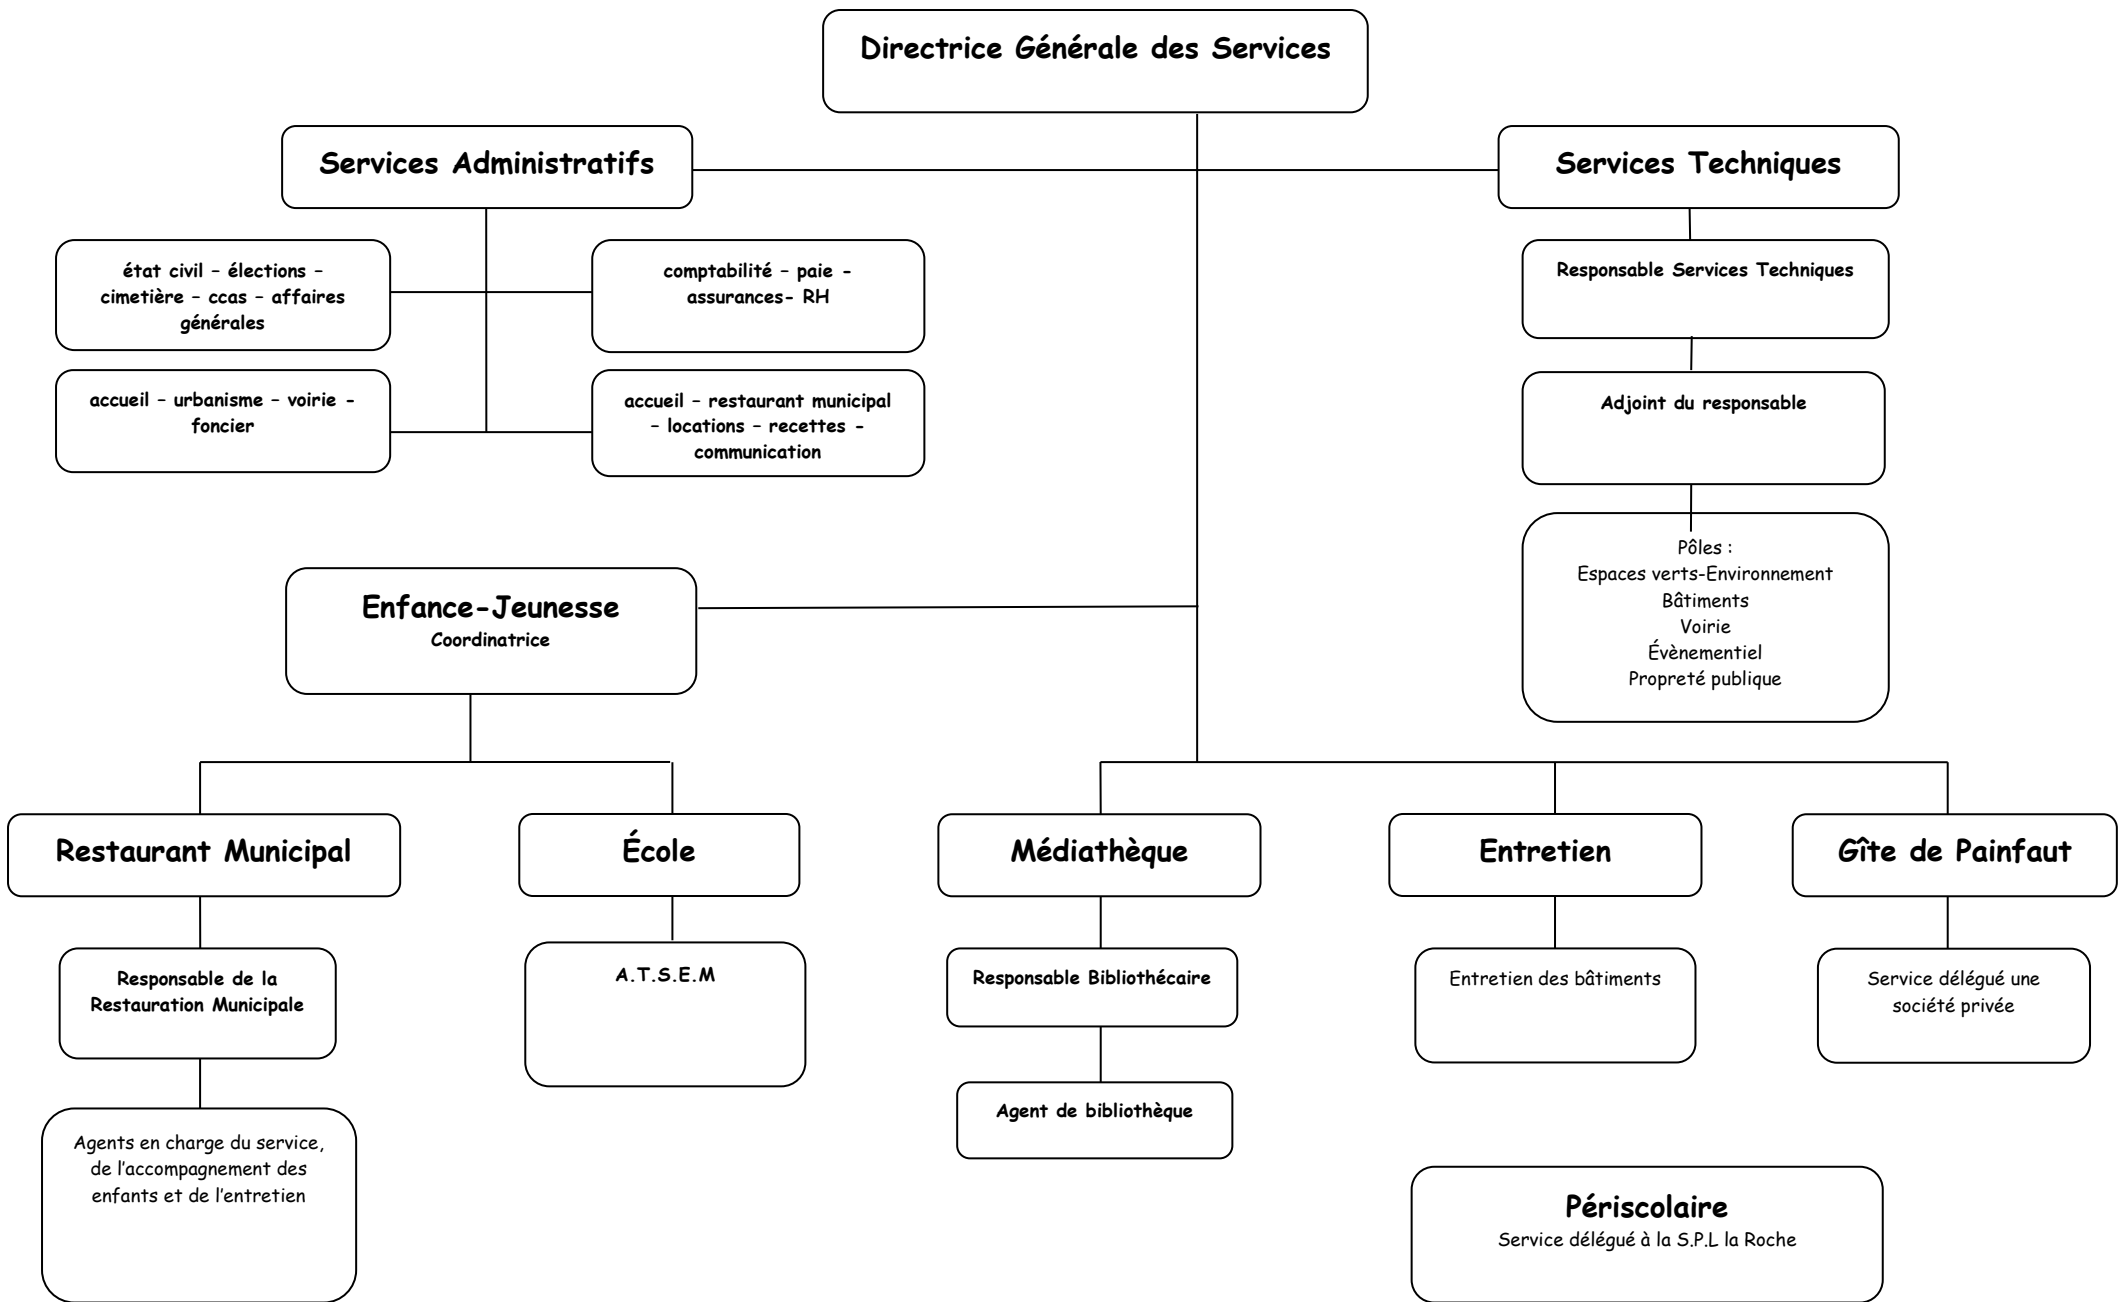 Directrice Générale des Services
Services Administratifs
Services Techniques
état civil – élections –
cimetière – ccas – affaires
générales
comptabilité – paie -
assurances- RH
Responsable Services Techniques
accueil – urbanisme – voirie -
foncier
accueil – restaurant municipal
– locations – recettes -
communication
Adjoint du responsable
Pôles :
Espaces verts-Environnement
Bâtiments
Voirie
Évènementiel
Propreté publique
Enfance-Jeunesse
Coordinatrice
Restaurant Municipal
École
Médiathèque
Entretien
Gîte de Painfaut
Responsable de la
Restauration Municipale
A.T.S.E.M
Responsable Bibliothécaire
Entretien des bâtiments
Service délégué une
société privée
Agents en charge du service,
de l'accompagnement des
enfants et de l'entretien
Agent de bibliothèque
Périscolaire
Service délégué à la S.P.L la Roche